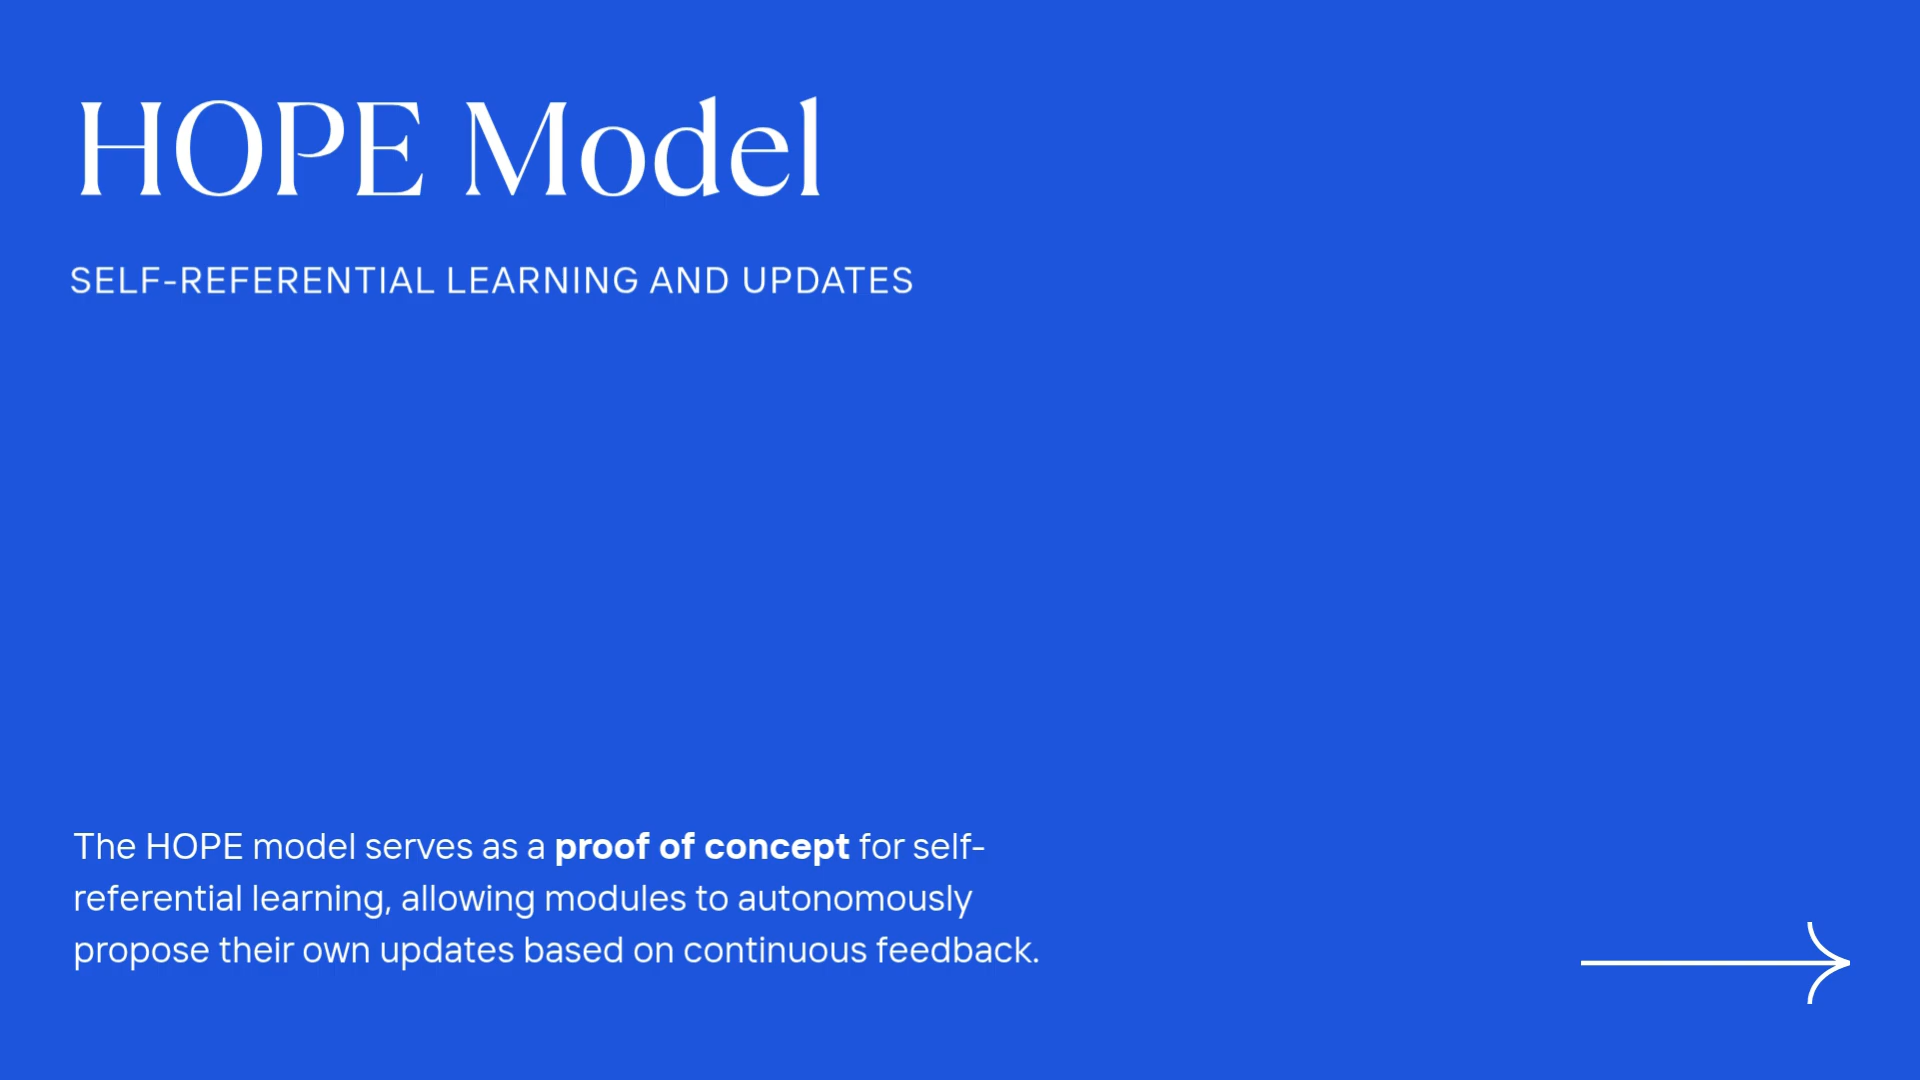 HOPE Model
SELF-REFERENTIAL LEARNING AND UPDATES
The HOPE model serves as a proof of concept for self-
referential learning, allowing modules to autonomously
propose their own updates based on continuous feedback.